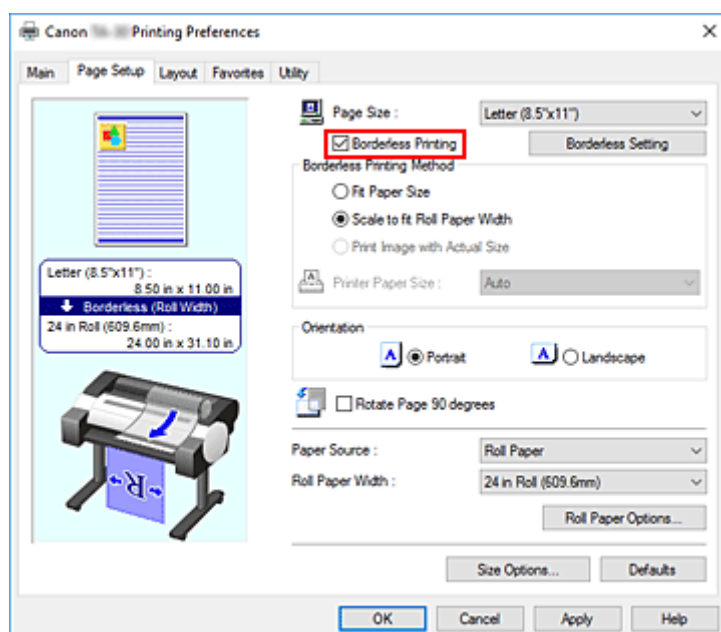 Canon Printing Preferences
Main Page Setup Layout Favorites Utility
Page Size : Letter (8.5"x11")
Borderless Printing Borderless Setting
Borderless Printing Method
Fit Paper Size
Scale to fit Roll Paper Width
Print Image with Actual Size
Printer Paper Size : Auto
Letter (8.5"x11") :
8.50 in x 11.00 in
Borderless (Roll Width)
24 in Roll (609.6mm) :
24.00 in x 31.10 in
Orientation
A Portrait A Landscape
Rotate Page 90 degrees
R
Paper Source : Roll Paper
Roll Paper Width : 24 in Roll (609.6mm)
Roll Paper Options...
Size Options... Defaults
OK Cancel Apply Help